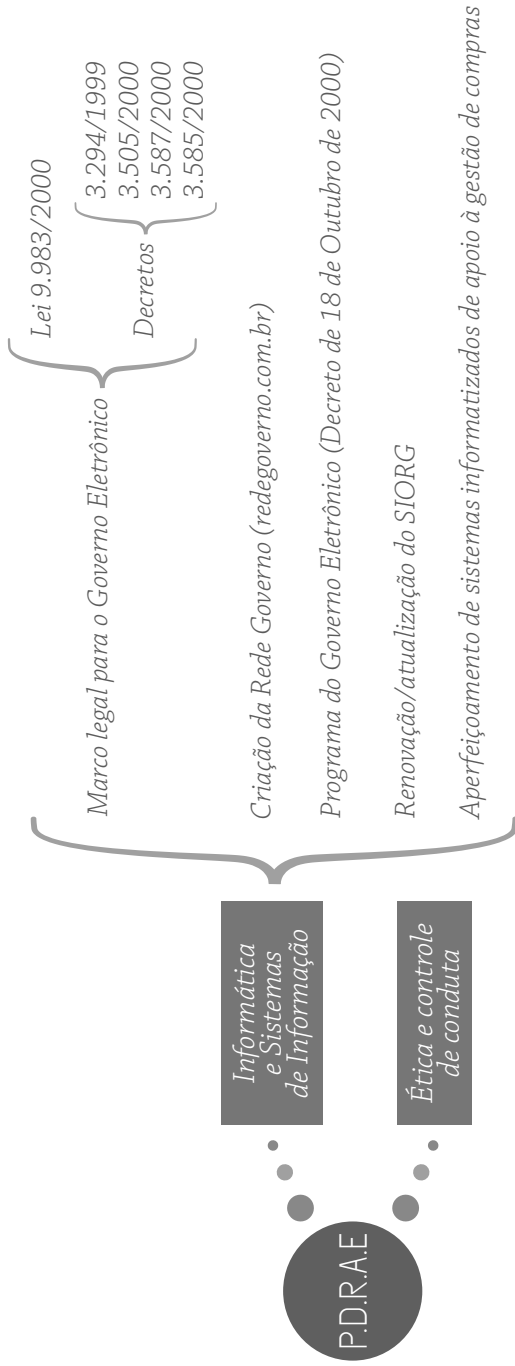 P.D.R.A.E
Informática
e Sistemas
de Informação
Marco legal para o Governo Eletrônico
Lei 9.983/2000
Decretos
3.294/1999
3.505/2000
3.587/2000
3.585/2000
Criação da Rede Governo (redegoverno.com.br)
Programa do Governo Eletrônico (Decreto de 18 de Outubro de 2000)
Renovação/atualização do SIORG
Aperfeiçoamento de sistemas informatizados de apoio à gestão de compras
Ética e controle
de conduta